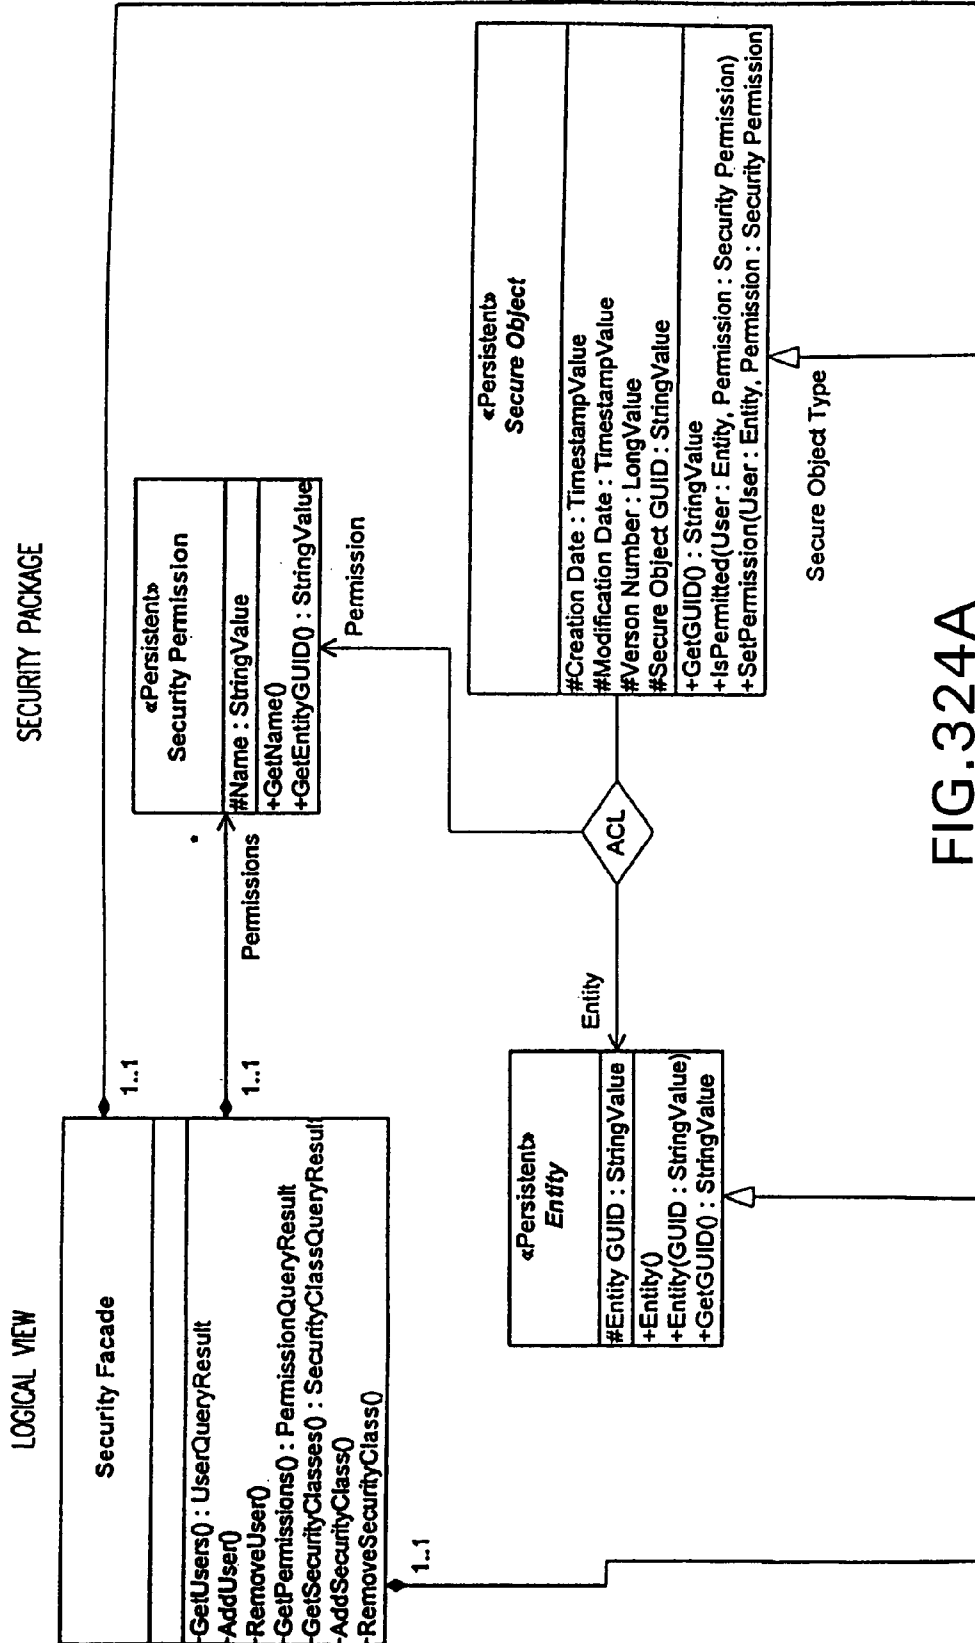 LOGICAL VIEW
SECURITY PACKAGE
Security Facade
GetUsers() : UserQueryResult
AddUser()
RemoveUser()
GetPermissions() : PermissionQueryResult
GetSecurityClasses() : SecurityClassQueryResult
AddSecurityClass()
RemoveSecurityClass()
1..1
1..1
1..1
Permissions
*
«Persistent»
Security Permission
#Name : StringValue
+GetName()
+GetEntityGUID() : StringValue
Permission
«Persistent»
Entity
#Entity GUID : StringValue
+Entity()
+Entity(GUID : StringValue)
+GetGUID() : StringValue
Entity
ACL
«Persistent»
Secure Object
#Creation Date : TimestampValue
#Modification Date : TimestampValue
#Verson Number : LongValue
#Secure Object GUID : StringValue
+GetGUID() : StringValue
+IsPermitted(User : Entity, Permission : Security Permission)
+SetPermission(User : Entity, Permission : Security Permission
Secure Object Type
FIG.324A